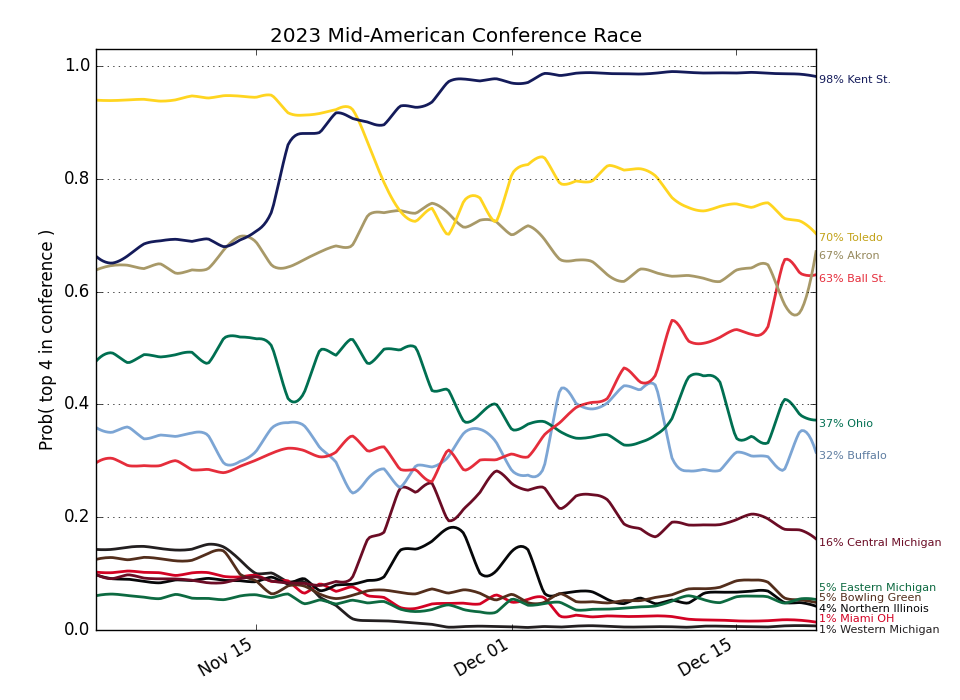 2023 Mid-American Conference Race
Prob( top 4 in conference )
1.0
0.8
0.6
0.4
0.2
0.0
Nov 15
Dec 01
Dec 15
98% Kent St.
70% Toledo
67% Akron
63% Ball St.
37% Ohio
32% Buffalo
16% Central Michigan
5% Eastern Michigan
5% Bowling Green
4% Northern Illinois
1% Miami OH
1% Western Michigan